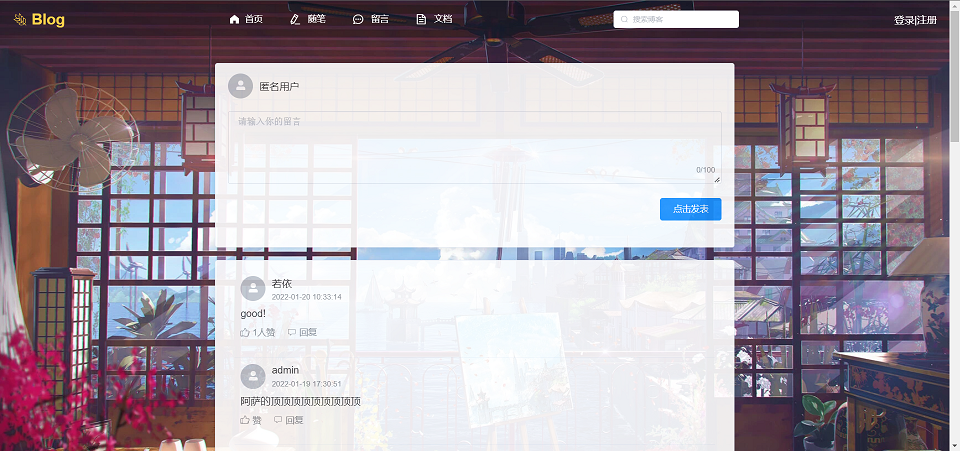 Blog
首页
随笔
留言
文档
搜索博客
登录|注册
匿名用户
请输入你的留言
0/100
点击发表
若依
2022-01-20 10:33:14
good!
1人赞 回复
admin
2022-01-19 17:30:51
阿萨的顶顶顶顶顶顶顶顶顶
赞 回复